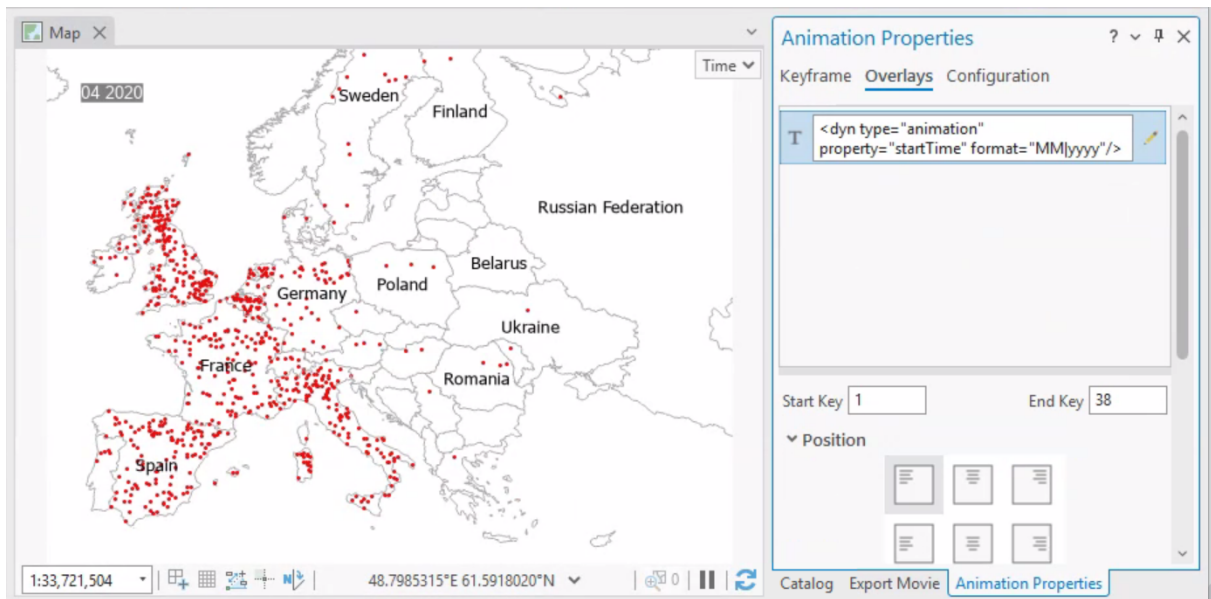 Map
Time
04 2020
Sweden
Finland
Russian Federation
Belarus
Poland
Germany
Ukraine
France
Romania
Spain
1:33,721,504
48.7985315°E 61.5918020°N
0
Animation Properties
?
Keyframe Overlays Configuration
T
<dyn type="animation"
property="startTime" format="MM|yyyy"/>
Start Key 1 End Key 38
Position
Catalog Export Movie Animation Properties